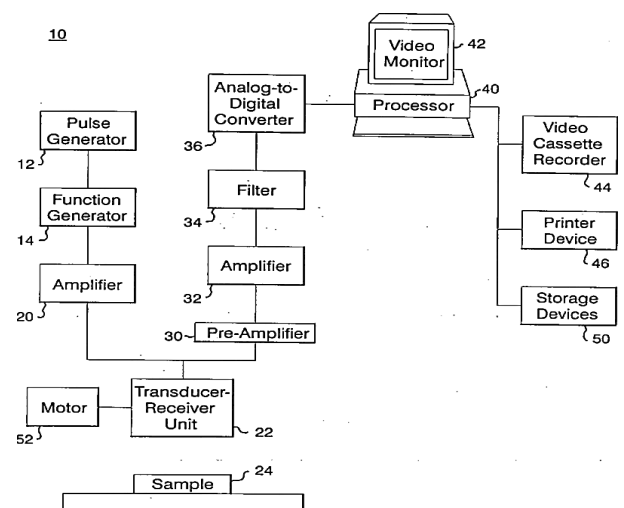 10
Video
Monitor
42
Analog-to-
Digital
Converter
36
Processor
40
Pulse
Generator
12
Video
Cassette
Recorder
44
Function
Generator
14
Filter
34
Printer
Device
46
Amplifier
20
Amplifier
32
Storage
Devices
50
30
Pre-Amplifier
Motor
52
Transducer-
Receiver
Unit
22
Sample
24